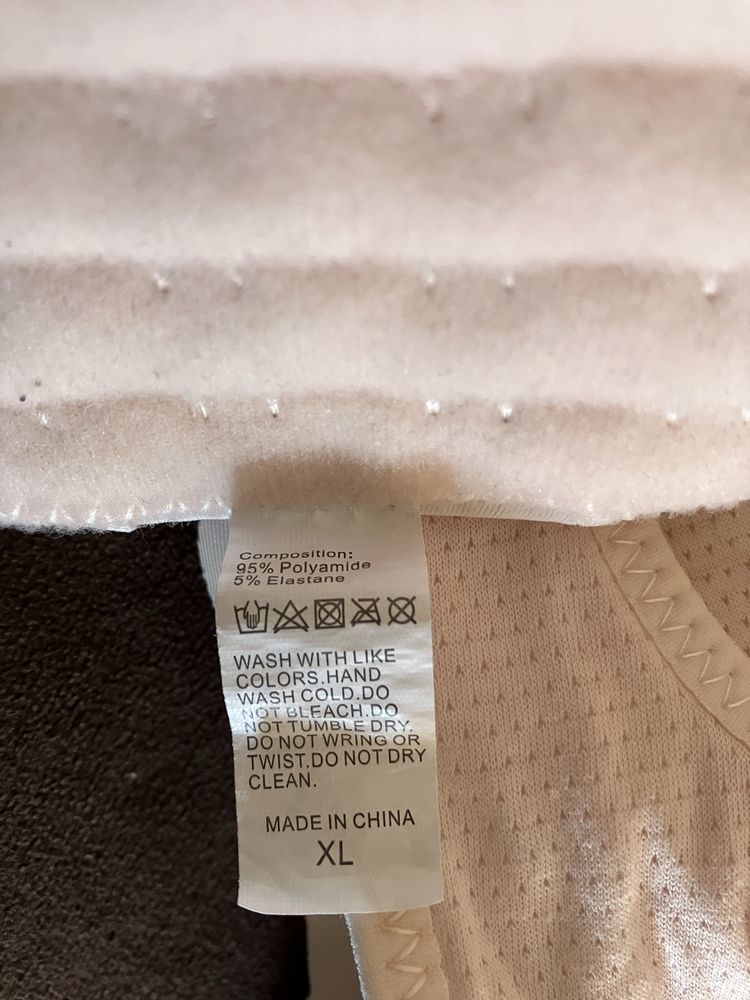 Composition:
95% Polyamide
5% Elastane
WASH WITH LIKE
COLORS.HAND
WASH COLD.DO
NOT BLEACH.DO
NOT TUMBLE DRY.
DO NOT WRING OR
TWIST.DO NOT DRY
CLEAN.
MADE IN CHINA
XL